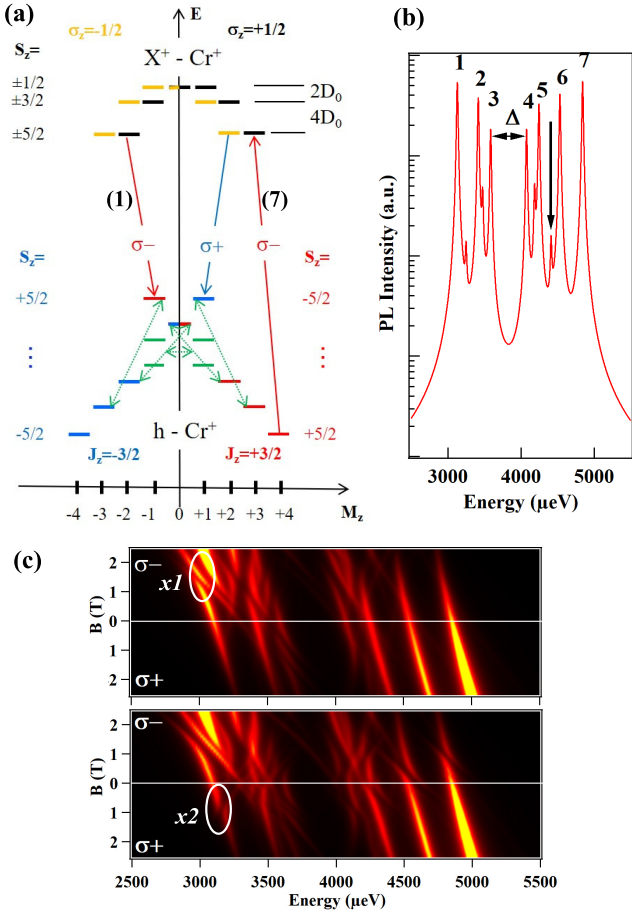 (a)
E
σz=-1/2
σz=+1/2
Sz=
X+ - Cr+
±1/2
±3/2
±5/2
2D0
4D0
(1)
(7)
σ−
σ+
σ−
Sz=
Sz=
+5/2
-5/2
-5/2
+5/2
h - Cr+
Jz=-3/2
Jz=+3/2
-4 -3 -2 -1 0 +1 +2 +3 +4
Mz
(b)
1 2 3 4 5 6 7
Δ
PL Intensity (a.u.)
3000 4000 5000
Energy (µeV)
(c)
σ−
x1
σ+
2
1
0
1
2
B (T)
σ−
x2
σ+
2
1
0
1
2
B (T)
2500 3000 3500 4000 4500 5000 5500
Energy (µeV)